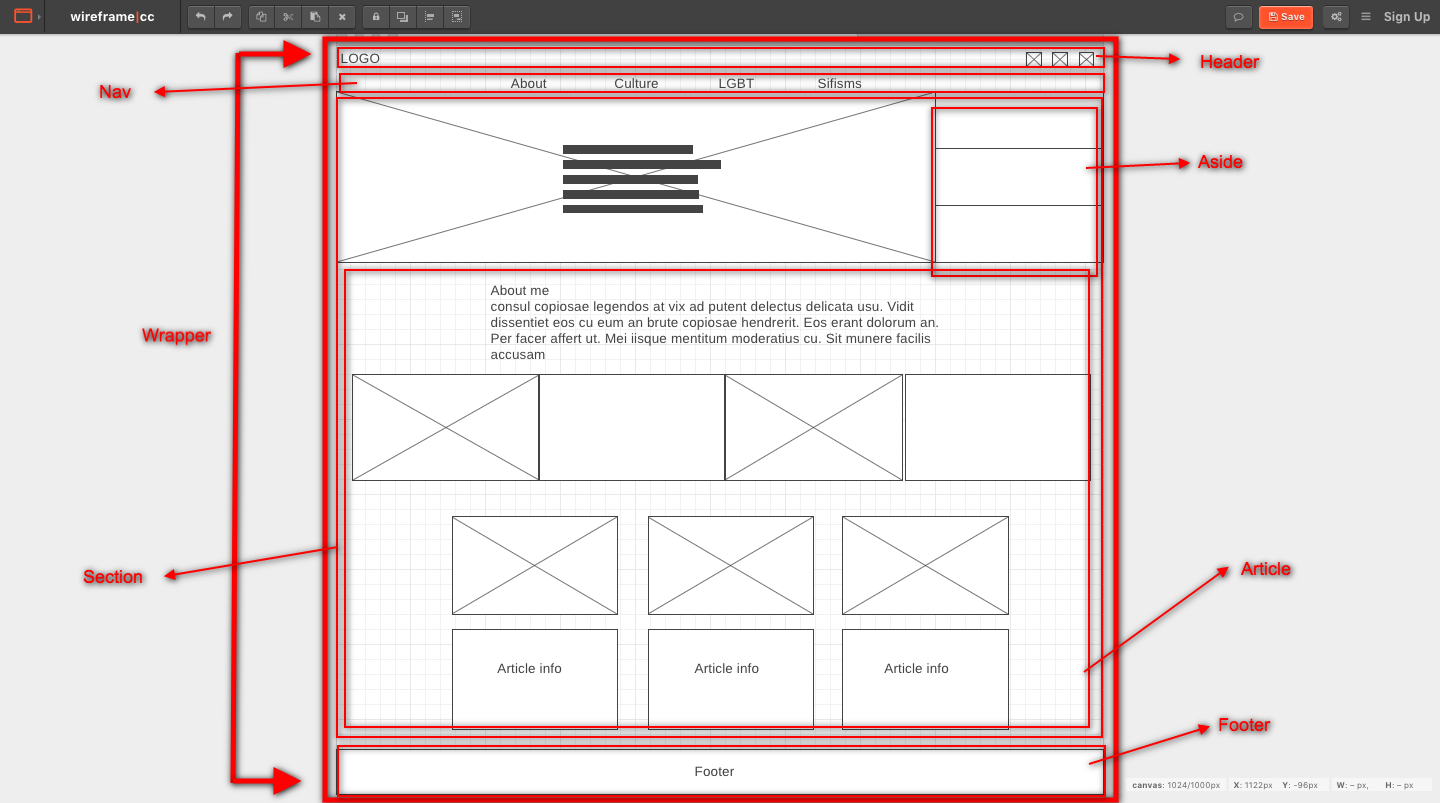 wireframe|cc
Save
Sign Up
LOGO
Header
Nav
About Culture LGBT Sifisms
Aside
About me
consul copiosae legendos at vix ad putent delectus delicata usu. Vidit
dissentiet eos cu eum an brute copiosae hendrerit. Eos erant dolorum an.
Per facer affert ut. Mei iisque mentitum moderatius cu. Sit munere facilis
accusam
Wrapper
Section
Article
Article info Article info Article info
Footer
Footer
canvas: 1024/1000px X: 1122px Y: -96px W: – px, H: – px